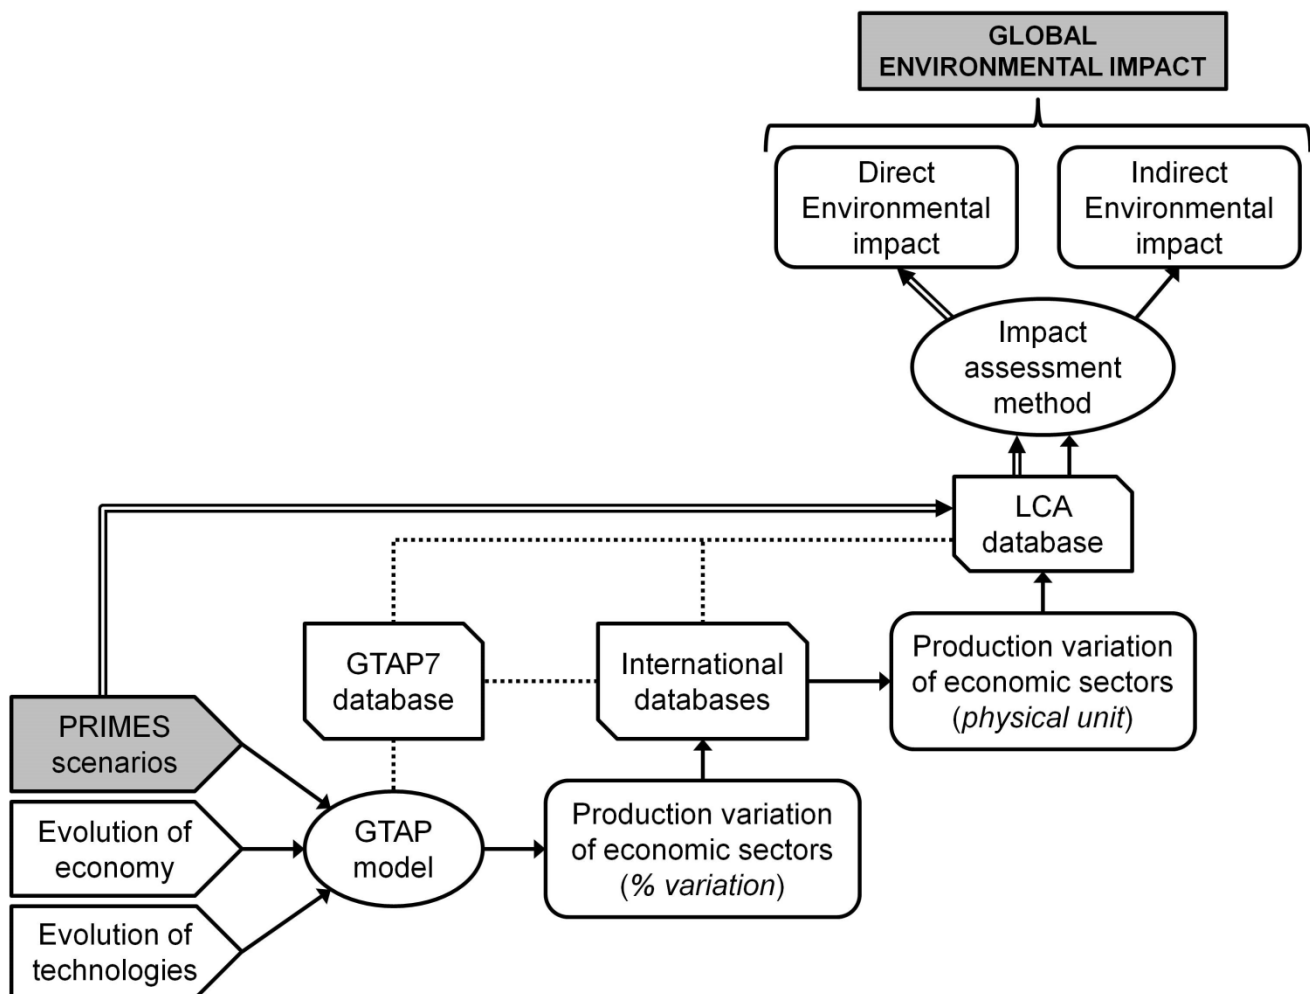 GLOBAL
ENVIRONMENTAL IMPACT
Direct
Environmental
impact
Indirect
Environmental
impact
Impact
assessment
method
LCA
database
GTAP7
database
International
databases
Production variation
of economic sectors
(physical unit)
PRIMES
scenarios
Evolution of
economy
Evolution of
technologies
GTAP
model
Production variation
of economic sectors
(% variation)